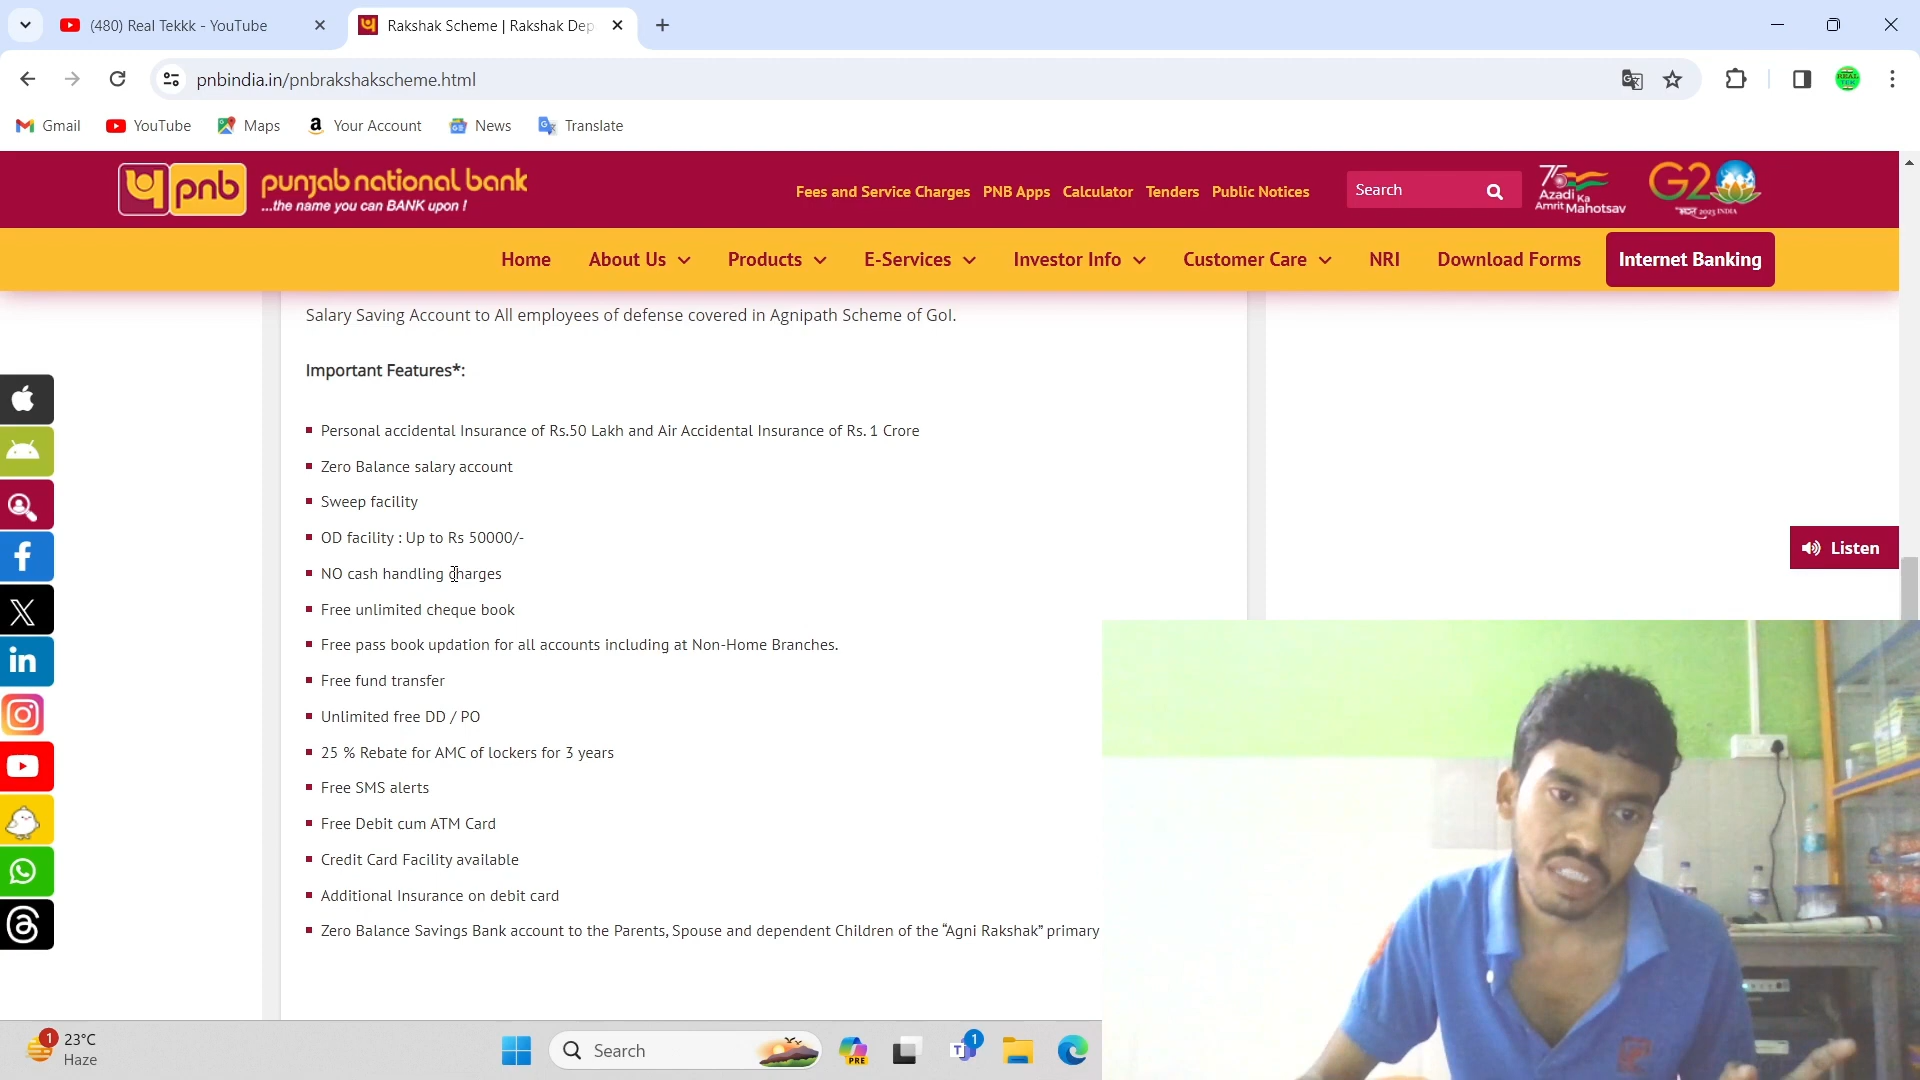 (480) Real Tekkk - YouTube
Rakshak Scheme | Rakshak Dep
pnbindia.in/pnbrakshakscheme.html
Gmail
YouTube
Maps
Your Account
News
Translate
pnb
punjab national bank
...the name you can BANK upon !
Fees and Service Charges
PNB Apps
Calculator
Tenders
Public Notices
Search
75
Azadi Ka
Amrit Mahotsav
G20
2023 INDIA
Home
About Us
Products
E-Services
Investor Info
Customer Care
NRI
Download Forms
Internet Banking
Salary Saving Account to All employees of defense covered in Agnipath Scheme of GoI.
Important Features*:
Personal accidental Insurance of Rs.50 Lakh and Air Accidental Insurance of Rs. 1 Crore
Zero Balance salary account
Sweep facility
OD facility : Up to Rs 50000/-
NO cash handling charges
Free unlimited cheque book
Free pass book updation for all accounts including at Non-Home Branches.
Free fund transfer
Unlimited free DD / PO
25 % Rebate for AMC of lockers for 3 years
Free SMS alerts
Free Debit cum ATM Card
Credit Card Facility available
Additional Insurance on debit card
Zero Balance Savings Bank account to the Parents, Spouse and dependent Children of the “Agni Rakshak” primary
Listen
1
23°C
Haze
Search
PRE
1